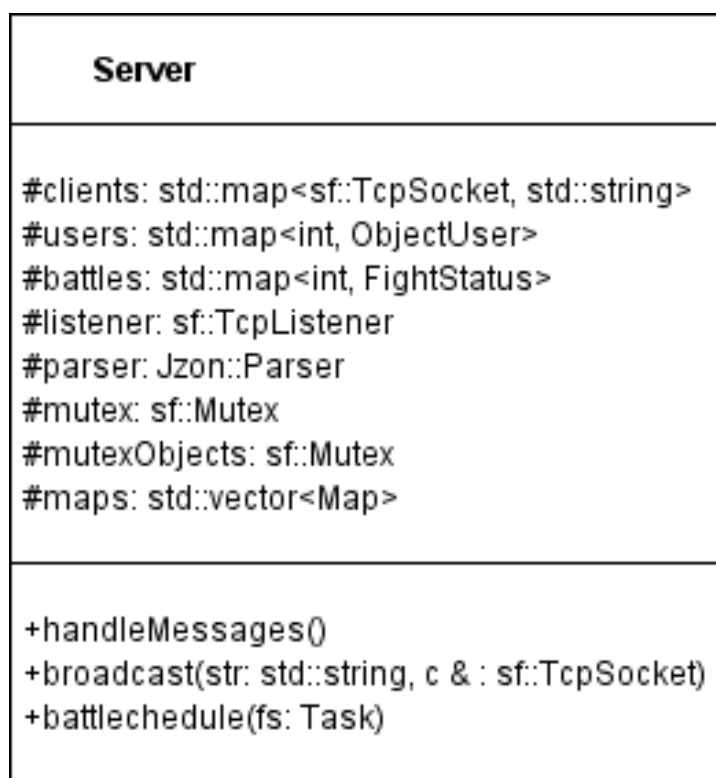 Server
#clients: std::map<sf::TcpSocket, std::string>
#users: std::map<int, ObjectUser>
#battles: std::map<int, FightStatus>
#listener: sf::TcpListener
#parser: Jzon::Parser
#mutex: sf::Mutex
#mutexObjects: sf::Mutex
#maps: std::vector<Map>
+handleMessages()
+broadcast(str: std::string, c & : sf::TcpSocket)
+battlechedule(fs: Task)